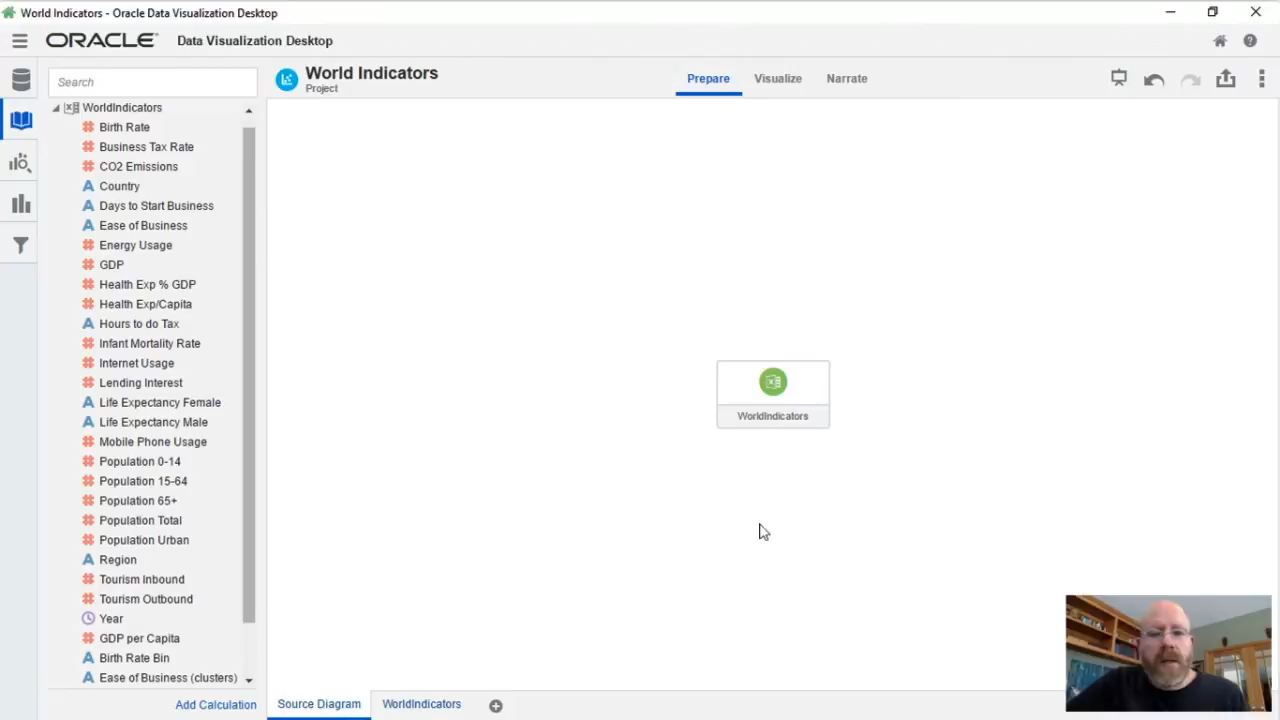 World Indicators - Oracle Data Visualization Desktop
ORACLE Data Visualization Desktop
Search
World Indicators
Project
Prepare
Visualize
Narrate
WorldIndicators
Birth Rate
Business Tax Rate
CO2 Emissions
Country
Days to Start Business
Ease of Business
Energy Usage
GDP
Health Exp % GDP
Health Exp/Capita
Hours to do Tax
Infant Mortality Rate
Internet Usage
Lending Interest
Life Expectancy Female
Life Expectancy Male
Mobile Phone Usage
Population 0-14
Population 15-64
Population 65+
Population Total
Population Urban
Region
Tourism Inbound
Tourism Outbound
Year
GDP per Capita
Birth Rate Bin
Ease of Business (clusters)
Add Calculation
WorldIndicators
Source Diagram
WorldIndicators